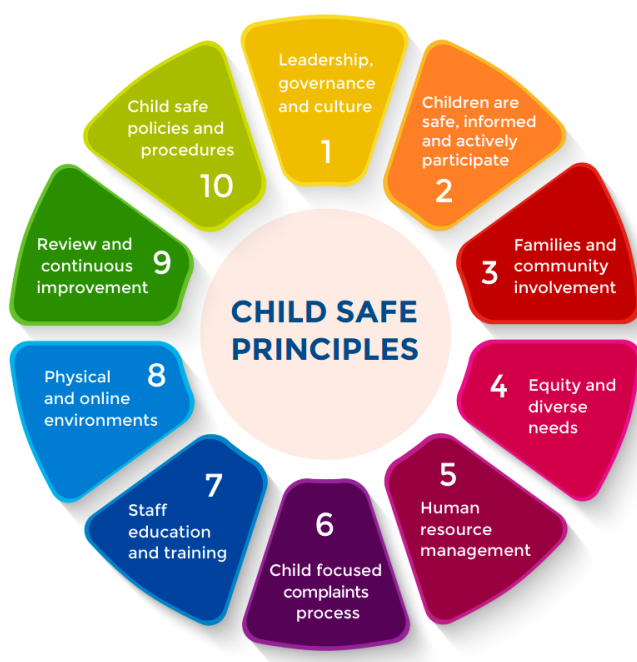 CHILD SAFE
PRINCIPLES
Leadership,
governance
and culture
1
Children are
safe, informed
and actively
participate
2
3
Families and
community
involvement
4
Equity and
diverse
needs
5
Human
resource
management
6
Child focused
complaints
process
7
Staff
education
and training
8
Physical
and online
environments
9
Review and
continuous
improvement
Child safe
policies and
procedures
10